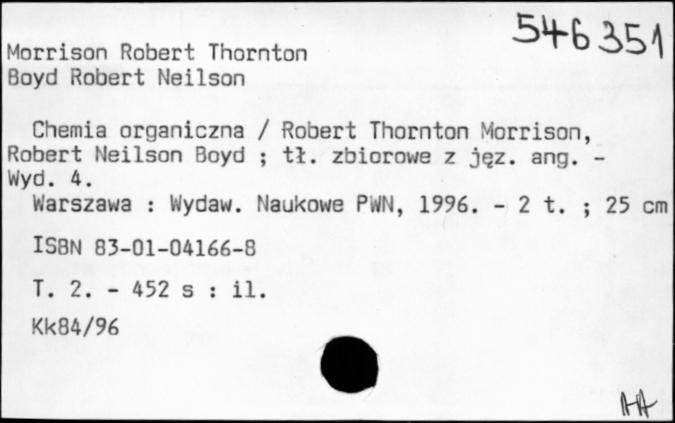 546351
Morrison Robert Thornton
Boyd Robert Neilson
Chemia organiczna / Robert Thornton Morrison,
Robert Neilson Boyd ; tł. zbiorowe z jęz. ang. -
Wyd. 4.
Warszawa : Wydaw. Naukowe PWN, 1996. - 2 t. ; 25 cm
ISBN 83-01-04166-8
T. 2. - 452 s : il.
Kk84/96